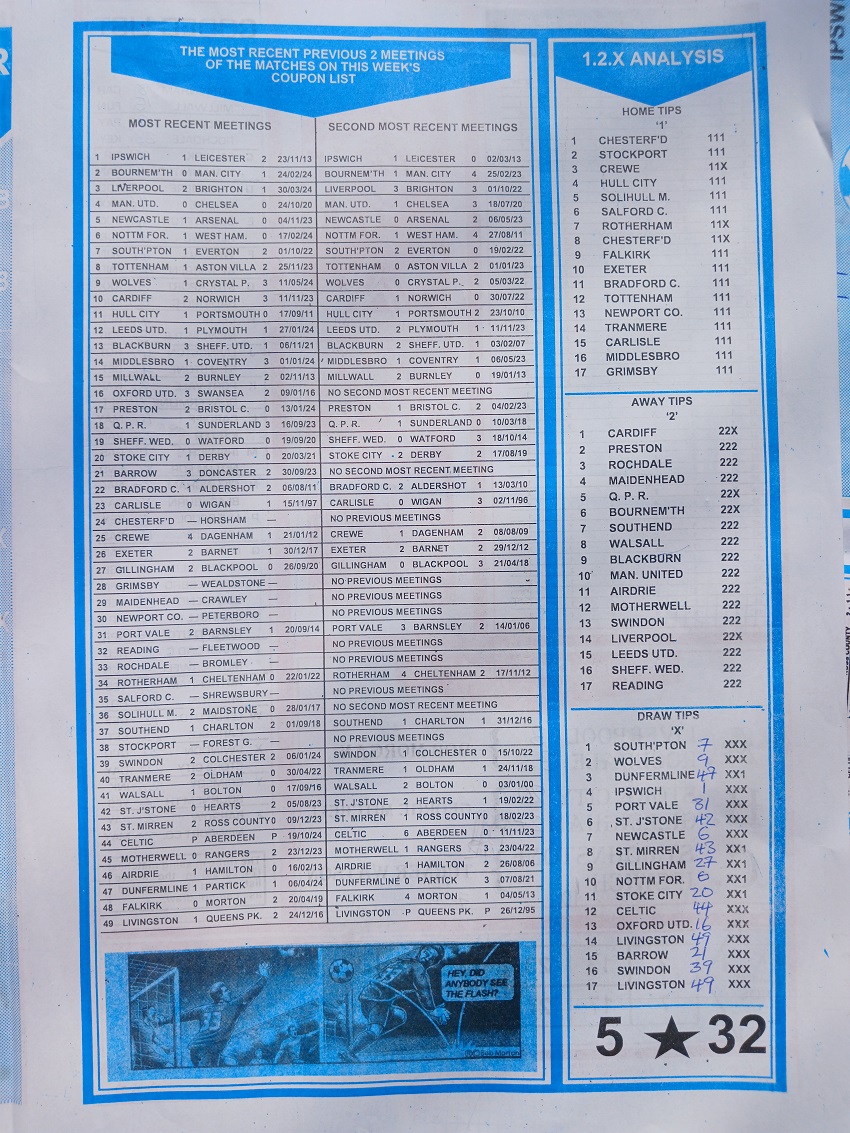 THE MOST RECENT PREVIOUS 2 MEETINGS
OF THE MATCHES ON THIS WEEK'S
COUPON LIST
MOST RECENT MEETINGS SECOND MOST RECENT MEETINGS
1 IPSWICH 1 LEICESTER 2 23/11/13 IPSWICH 1 LEICESTER 0 02/03/13
2 BOURNEM'TH 0 MAN. CITY 1 24/02/24 BOURNEM'TH 1 MAN. CITY 4 25/02/23
3 LIVERPOOL 2 BRIGHTON 1 30/03/24 LIVERPOOL 3 BRIGHTON 3 01/10/22
4 MAN. UTD. 0 CHELSEA 0 24/10/20 MAN. UTD. 1 CHELSEA 3 18/07/20
5 NEWCASTLE 1 ARSENAL 0 04/11/23 NEWCASTLE 0 ARSENAL 2 06/05/23
6 NOTTM FOR. 0 WEST HAM. 0 17/02/24 NOTTM FOR. 1 WEST HAM. 4 27/08/11
7 SOUTH'PTON 1 EVERTON 2 01/10/22 SOUTH'PTON 2 EVERTON 0 19/02/22
8 TOTTENHAM 1 ASTON VILLA 2 25/11/23 TOTTENHAM 0 ASTON VILLA 2 01/01/23
9 WOLVES 1 CRYSTAL P. 3 11/05/24 WOLVES 0 CRYSTAL P. 2 05/03/22
10 CARDIFF 2 NORWICH 3 11/11/23 CARDIFF 1 NORWICH 0 30/07/22
11 HULL CITY 1 PORTSMOUTH 0 17/09/11 HULL CITY 1 PORTSMOUTH 2 23/10/10
12 LEEDS UTD. 1 PLYMOUTH 1 27/01/24 LEEDS UTD. 2 PLYMOUTH 1 11/11/23
13 BLACKBURN 3 SHEFF. UTD. 1 06/11/21 BLACKBURN 2 SHEFF. UTD. 1 03/02/07
14 MIDDLESBRO 1 COVENTRY 3 01/01/24 MIDDLESBRO 1 COVENTRY 1 06/05/23
15 MILLWALL 2 BURNLEY 2 02/11/13 MILLWALL 2 BURNLEY 0 19/01/13
16 OXFORD UTD. 3 SWANSEA 2 09/01/16 NO SECOND MOST RECENT MEETING
17 PRESTON 2 BRISTOL C. 0 13/01/24 PRESTON 1 BRISTOL C. 2 04/02/23
18 Q. P. R. 1 SUNDERLAND 3 16/09/23 Q. P. R. 1 SUNDERLAND 0 10/03/18
19 SHEFF. WED. 0 WATFORD 0 19/09/20 SHEFF. WED. 0 WATFORD 3 18/10/14
20 STOKE CITY 1 DERBY 0 20/03/21 STOKE CITY 2 DERBY 2 17/08/19
21 BARROW 3 DONCASTER 2 30/09/23 NO SECOND MOST RECENT MEETING
22 BRADFORD C. 1 ALDERSHOT 2 06/08/11 BRADFORD C. 2 ALDERSHOT 1 13/03/10
23 CARLISLE 0 WIGAN 1 15/11/97 CARLISLE 0 WIGAN 3 02/11/96
24 CHESTERF'D — HORSHAM — NO PREVIOUS MEETINGS
25 CREWE 4 DAGENHAM 1 21/01/12 CREWE 1 DAGENHAM 2 08/08/09
26 EXETER 2 BARNET 1 30/12/17 EXETER 2 BARNET 2 29/12/12
27 GILLINGHAM 2 BLACKPOOL 0 26/09/20 GILLINGHAM 0 BLACKPOOL 3 21/04/18
28 GRIMSBY — WEALDSTONE — NO PREVIOUS MEETINGS
29 MAIDENHEAD — CRAWLEY — NO PREVIOUS MEETINGS
30 NEWPORT CO. — PETERBORO — NO PREVIOUS MEETINGS
31 PORT VALE 2 BARNSLEY 1 20/09/14 PORT VALE 3 BARNSLEY 2 14/01/06
32 READING — FLEETWOOD — NO PREVIOUS MEETINGS
33 ROCHDALE — BROMLEY — NO PREVIOUS MEETINGS
34 ROTHERHAM 1 CHELTENHAM 0 22/01/22 ROTHERHAM 4 CHELTENHAM 2 17/11/12
35 SALFORD C. — SHREWSBURY — NO PREVIOUS MEETINGS
36 SOLIHULL M. 2 MAIDSTONE 0 28/01/17 NO SECOND MOST RECENT MEETING
37 SOUTHEND 1 CHARLTON 2 01/09/18 SOUTHEND 1 CHARLTON 1 31/12/16
38 STOCKPORT — FOREST G. — NO PREVIOUS MEETINGS
39 SWINDON 2 COLCHESTER 2 06/01/24 SWINDON 1 COLCHESTER 0 15/10/22
40 TRANMERE 2 OLDHAM 0 30/04/22 TRANMERE 1 OLDHAM 1 24/11/18
41 WALSALL 1 BOLTON 0 17/09/16 WALSALL 2 BOLTON 0 03/01/00
42 ST. J'STONE 0 HEARTS 2 05/08/23 ST. J'STONE 2 HEARTS 1 19/02/22
43 ST. MIRREN 2 ROSS COUNTY 0 09/12/23 ST. MIRREN 1 ROSS COUNTY 0 18/02/23
44 CELTIC P ABERDEEN P 19/10/24 CELTIC 6 ABERDEEN 0 11/11/23
45 MOTHERWELL 0 RANGERS 2 23/12/23 MOTHERWELL 1 RANGERS 3 23/04/22
46 AIRDRIE 1 HAMILTON 0 16/02/13 AIRDRIE 1 HAMILTON 2 26/08/06
47 DUNFERMLINE 1 PARTICK 1 06/04/24 DUNFERMLINE 0 PARTICK 3 07/08/21
48 FALKIRK 0 MORTON 2 20/04/19 FALKIRK 4 MORTON 1 04/05/13
49 LIVINGSTON 1 QUEENS PK. 2 24/12/16 LIVINGSTON P QUEENS PK. P 26/12/95
HEY, DID
ANYBODY SEE
THE FLASH?
1.2.X ANALYSIS
HOME TIPS
'1'
1 CHESTERF'D 111
2 STOCKPORT 111
3 CREWE 11X
4 HULL CITY 111
5 SOLIHULL M. 111
6 SALFORD C. 111
7 ROTHERHAM 11X
8 CHESTERF'D 11X
9 FALKIRK 111
10 EXETER 111
11 BRADFORD C. 111
12 TOTTENHAM 111
13 NEWPORT CO. 111
14 TRANMERE 111
15 CARLISLE 111
16 MIDDLESBRO 111
17 GRIMSBY 111
AWAY TIPS
'2'
1 CARDIFF 22X
2 PRESTON 222
3 ROCHDALE 222
4 MAIDENHEAD 222
5 Q. P. R. 22X
6 BOURNEM'TH 22X
7 SOUTHEND 222
8 WALSALL 222
9 BLACKBURN 222
10 MAN. UNITED 222
11 AIRDRIE 222
12 MOTHERWELL 222
13 SWINDON 222
14 LIVERPOOL 22X
15 LEEDS UTD. 222
16 SHEFF. WED. 222
17 READING 222
DRAW TIPS
'X'
1 SOUTH'PTON 7 XXX
2 WOLVES 9 XXX
3 DUNFERMLINE 47 XX1
4 IPSWICH 1 XXX
5 PORT VALE 31 XXX
6 ST. J'STONE 42 XXX
7 NEWCASTLE 6 XXX
8 ST. MIRREN 43 XX1
9 GILLINGHAM 27 XX1
10 NOTTM FOR. 6 XX1
11 STOKE CITY 20 XX1
12 CELTIC 44 XXX
13 OXFORD UTD. 16 XXX
14 LIVINGSTON 49 XXX
15 BARROW 21 XXX
16 SWINDON 39 XXX
17 LIVINGSTON 49 XXX
5 ★ 32